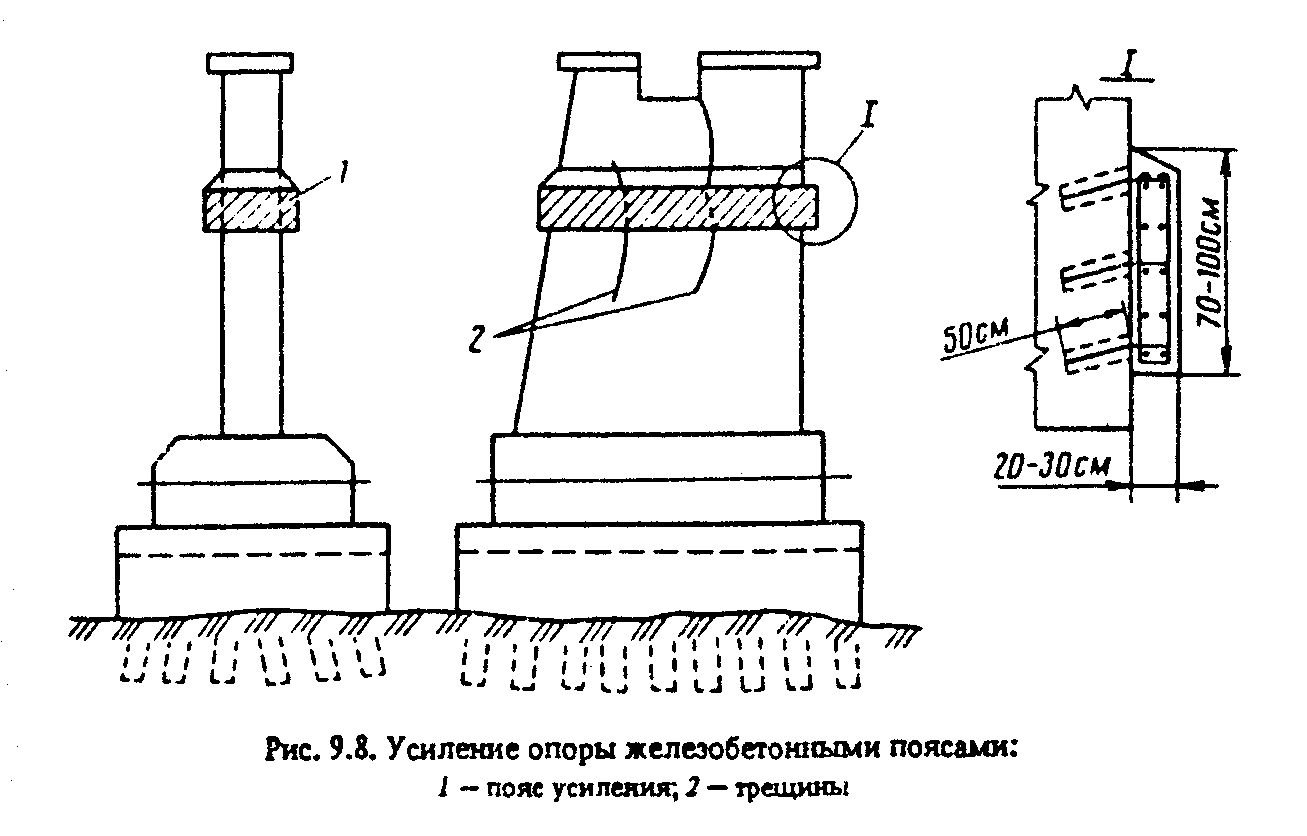 I
I
1
70-100см
50см
2
20-30см
Рис. 9.8. Усиление опоры железобетонными поясами:
1 — пояс усиления; 2 — трещины